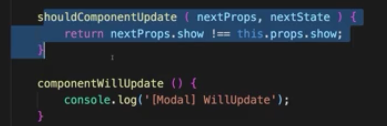 shouldComponentUpdate ( nextProps, nextState ) {
return nextProps.show !== this.props.show;
}
componentWillUpdate () {
console.log('[Modal] WillUpdate');
}